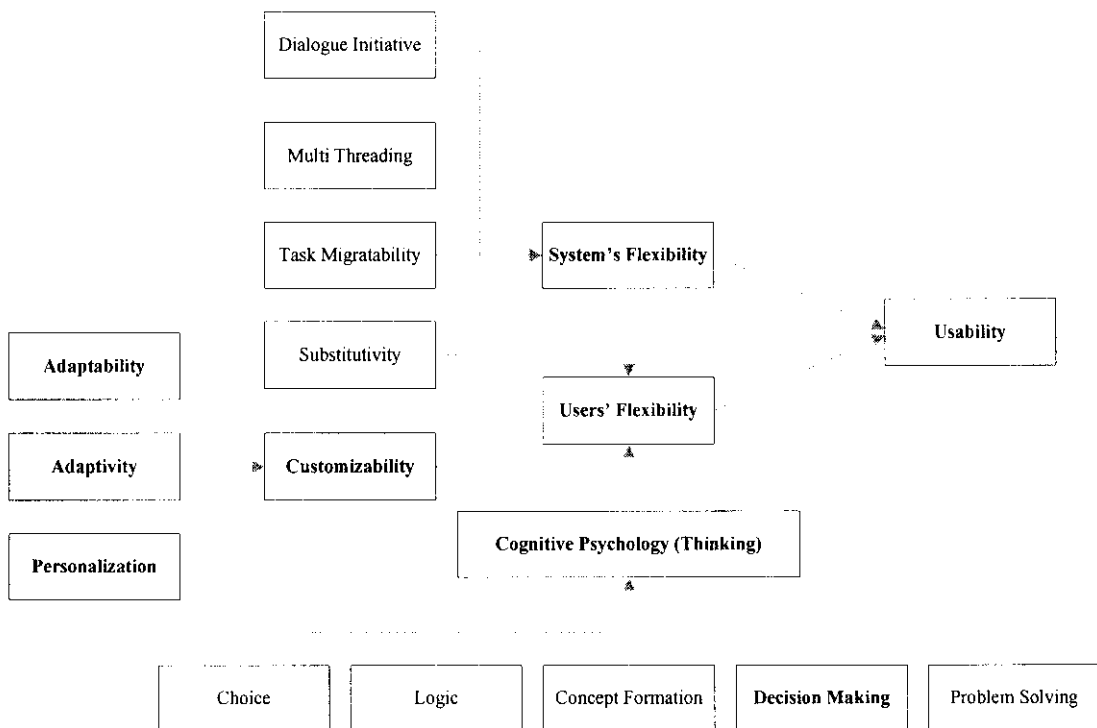 Dialogue Initiative
Multi Threading
Task Migratability
System's Flexibility
Usability
Substitutivity
Adaptability
Users' Flexibility
Adaptivity
Customizability
Cognitive Psychology (Thinking)
Personalization
Choice
Logic
Concept Formation
Decision Making
Problem Solving